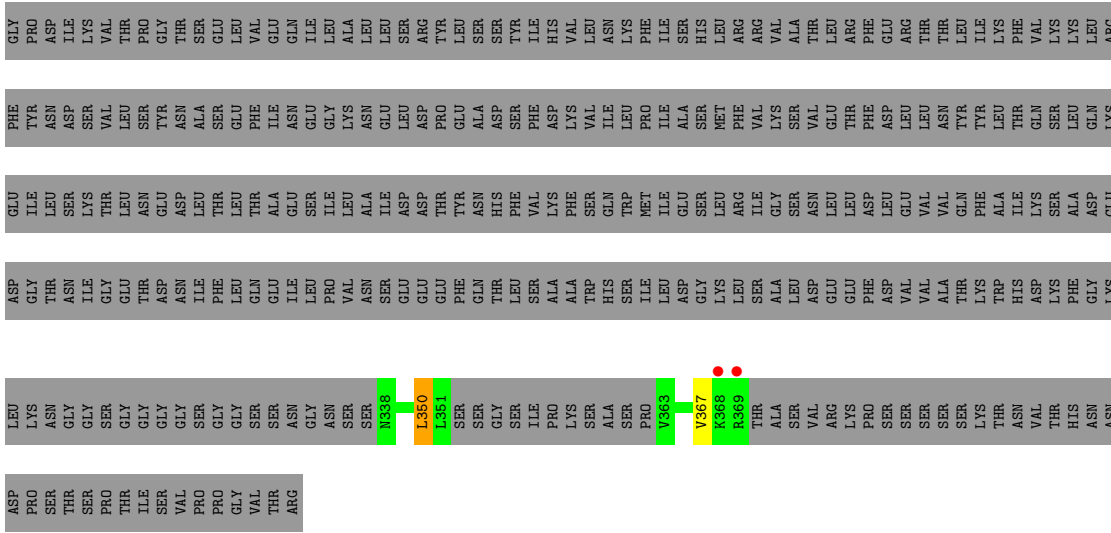 GLY PRO ASP ILE LYS VAL THR PRO GLY THR SER GLU LEU VAL GLU GLN ILE LEU ALA LEU LEU SER ARG TYR LEU SER SER TYR ILE HIS VAL LEU ASN LYS PHE ILE SER HIS LEU ARG ARG VAL ALA THR LEU ARG PHE GLU ARG THR THR LEU ILE LYS PHE VAL LYS LYS LEU ARG
PHE TYR ASN ASP SER VAL LEU SER TYR ASN ALA SER GLU PHE ILE ASN GLU GLY LYS ASN GLU LEU ASP PRO GLU ALA ASP SER PHE ASP LYS VAL ILE LEU PRO ILE ALA SER MET PHE VAL LYS SER VAL GLU THR PHE ASP LEU LEU ASN TYR TYR LEU THR GLN SER LEU GLN LYS
GLU ILE LEU SER LYS THR LEU ASN GLU ASP LEU THR LEU THR ALA GLU SER ILE LEU ALA ILE ASP ASP THR TYR ASN HIS PHE VAL LYS PHE SER GLN TRP MET ILE GLU SER LEU ARG ILE GLY SER ASN LEU LEU ASP LEU GLU VAL VAL GLN PHE ALA ILE LYS SER ALA ASP GLU
ASP GLY THR ASN ILE GLY GLU THR ASP ASN ILE PHE LEU GLN GLU ILE LEU PRO VAL ASN SER GLU GLU GLU PHE GLN THR LEU SER ALA ALA TRP HIS SER ILE LEU ASP GLY LYS LEU SER ALA LEU ASP GLU GLU PHE ASP VAL VAL ALA THR LYS TRP HIS ASP LYS PHE GLY LYS
LEU LYS ASN GLY GLY SER GLY GLY GLY GLY SER GLY GLY SER SER ASN GLY ASN SER SER N338 L350 L351 SER SER GLY SER ILE PRO LYS SER ALA SER PRO V363 V367 K368 R369 THR ALA SER VAL ARG LYS PRO SER SER SER SER SER LYS THR ASN VAL THR HIS ASN ASN
ASP PRO SER THR SER PRO THR ILE SER VAL PRO PRO GLY VAL THR ARG